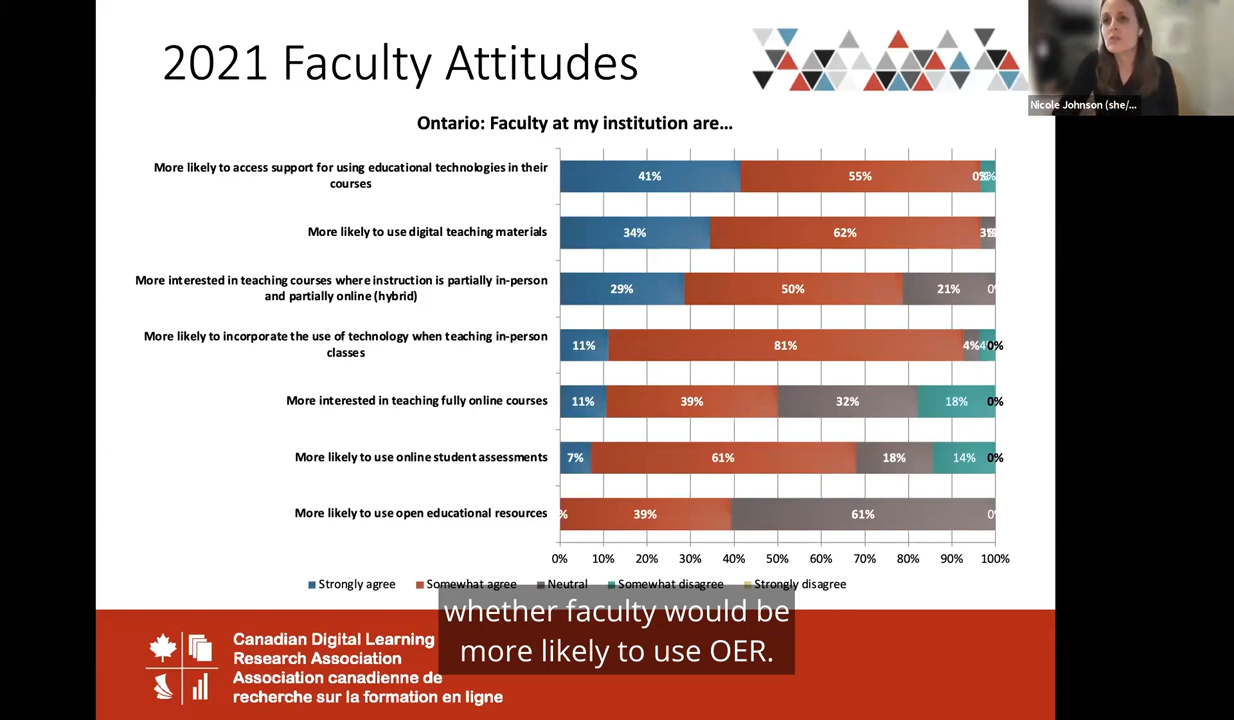 2021 Faculty Attitudes
Nicole Johnson (she/...
Ontario: Faculty at my institution are...
More likely to access support for using educational technologies in their
courses
41% 55% 0%
More likely to use digital teaching materials
34% 62% 3%
More interested in teaching courses where instruction is partially in-person
and partially online (hybrid)
29% 50% 21% 0
More likely to incorporate the use of technology when teaching in-person
classes
11% 81% 4% 4 0%
More interested in teaching fully online courses
11% 39% 32% 18% 0%
More likely to use online student assessments
7% 61% 18% 14% 0%
More likely to use open educational resources
% 39% 61% 0
0% 10% 20% 30% 40% 50% 60% 70% 80% 90% 100%
Strongly agree Somewhat agree Neutral Somewhat disagree Strongly disagree
whether faculty would be
more likely to use OER.
Canadian Digital Learning
Research Association
Association canadienne de
recherche sur la formation en ligne